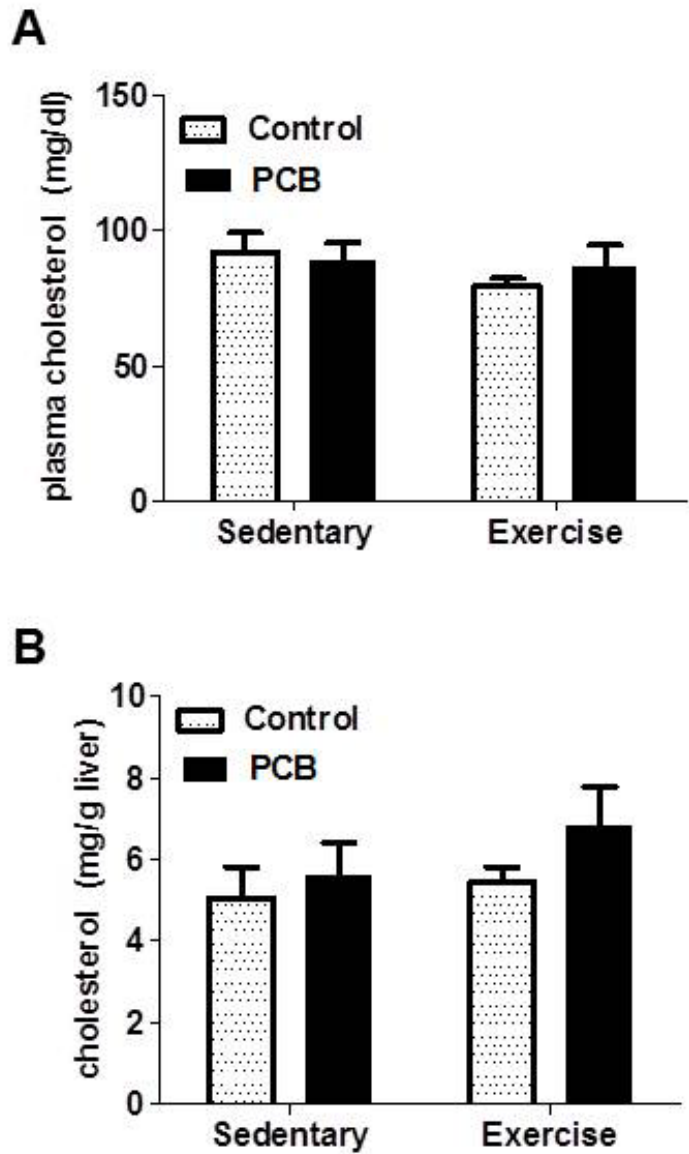 A
plasma cholesterol (mg/dl)
150
100
50
0
Control
PCB
Sedentary Exercise
B
cholesterol (mg/g liver)
10
8
6
4
2
0
Control
PCB
Sedentary Exercise